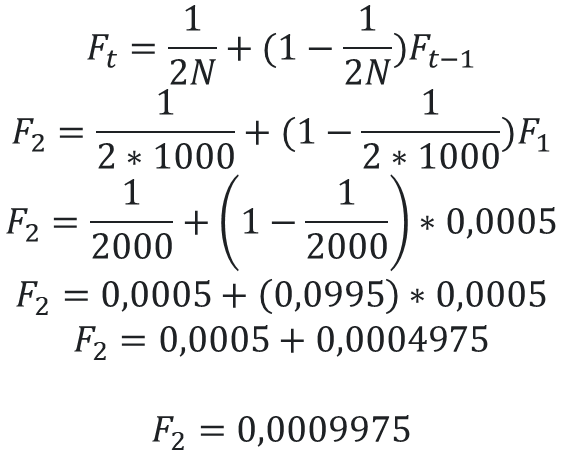 F_t = 1/2N + (1 − 1/2N)F_{t−1}
F_2 = 1/(2 ∗ 1000) + (1 − 1/(2 ∗ 1000))F_1
F_2 = 1/2000 + (1 − 1/2000) ∗ 0,0005
F_2 = 0,0005 + (0,0995) ∗ 0,0005
F_2 = 0,0005 + 0,0004975
F_2 = 0,0009975